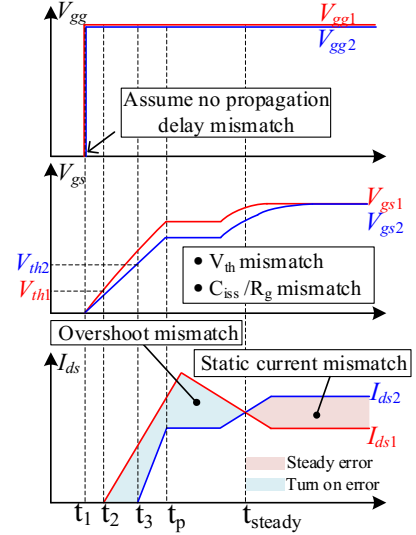 V_gg
V_gg1
V_gg2
Assume no propagation
delay mismatch
V_gs
V_gs1
V_gs2
V_th2
V_th1
● V_th mismatch
● C_iss /R_g mismatch
Overshoot mismatch
Static current mismatch
I_ds
I_ds2
I_ds1
Steady error
Turn on error
t_1 t_2 t_3 t_p t_steady